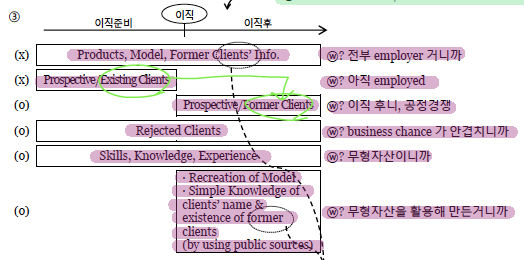 ③
이직준비 이직 이직후
(x) Products, Model, Former Clients' Info. ⓦ? 전부 employer 거니까
(x) Prospective/Existing Clients ⓦ? 아직 employed
(o) Prospective/Former Clients ⓦ? 이직 후니, 공정경쟁
(o) Rejected Clients ⓦ? business chance 가 안겹치니까
(o) Skills, Knowledge, Experience ⓦ? 무형자산이니까
· Recreation of Model
· Simple Knowledge of
clients' name &
(o) existence of former ⓦ? 무형자산을 활용해 만든거니까
clients
(by using public sources)